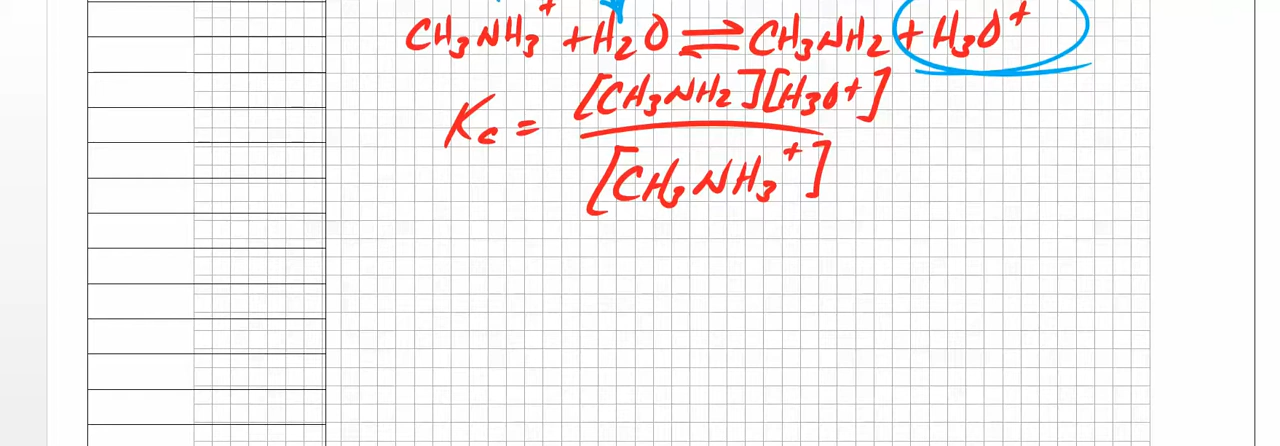 CH3NH3+ + H2O ⇌ CH3NH2 + H3O+
Kc = [CH3NH2][H3O+] / [CH3NH3+]